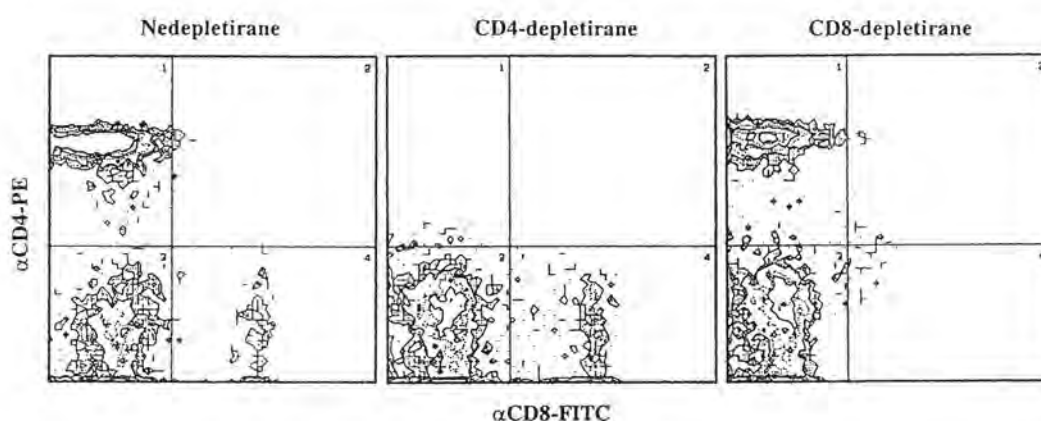 Nedepletirane CD4-depletirane CD8-depletirane
1 2 1 2 1 2
αCD4-PE
3 4 3 4 3 4
αCD8-FITC